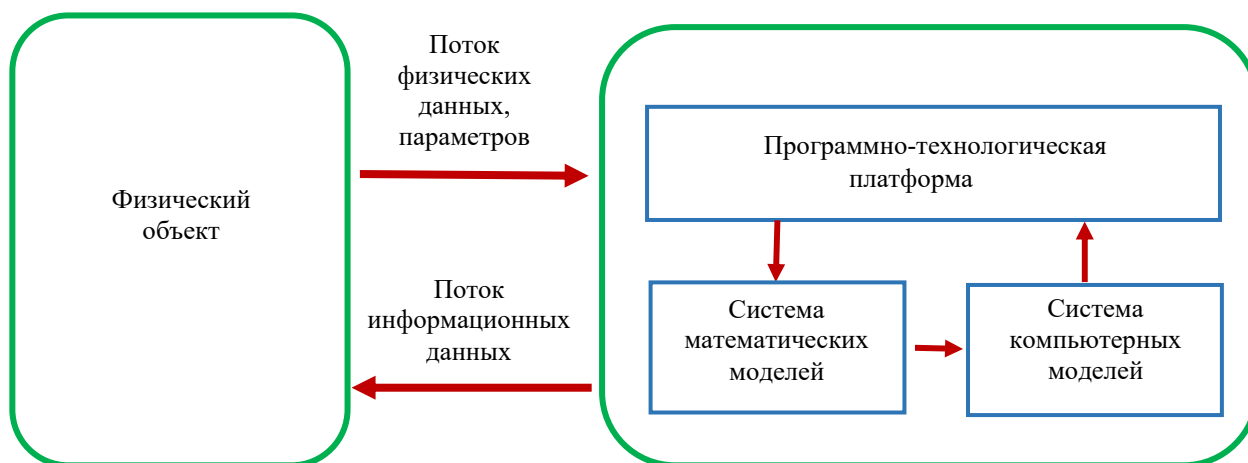 Физический
объект
Поток
физических
данных,
параметров
Поток
информационных
данных
Программно-технологическая
платформа
Система
математических
моделей
Система
компьютерных
моделей